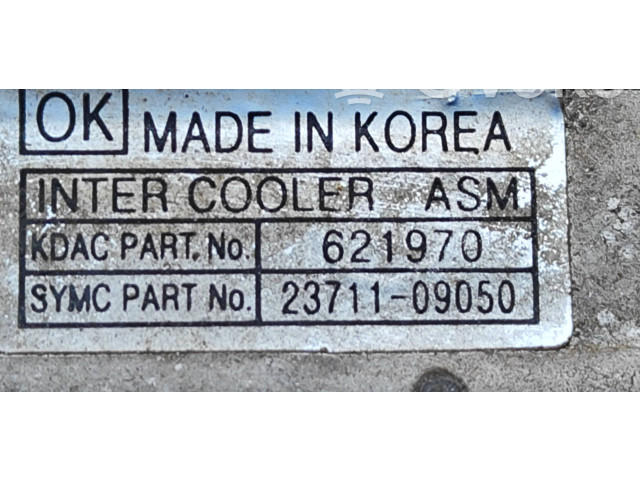 OK MADE IN KOREA
INTER COOLER ASM
KDAC PART. No. 621970
SYMC PART No. 23711-09050